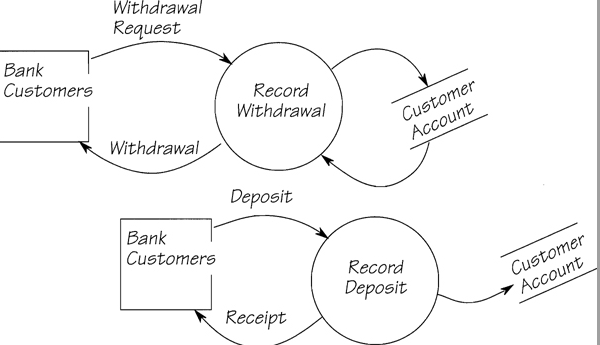 Withdrawal
Request
Bank
Customers
Record
Withdrawal
Customer
Account
Withdrawal
Deposit
Bank
Customers
Record
Deposit
Customer
Account
Receipt